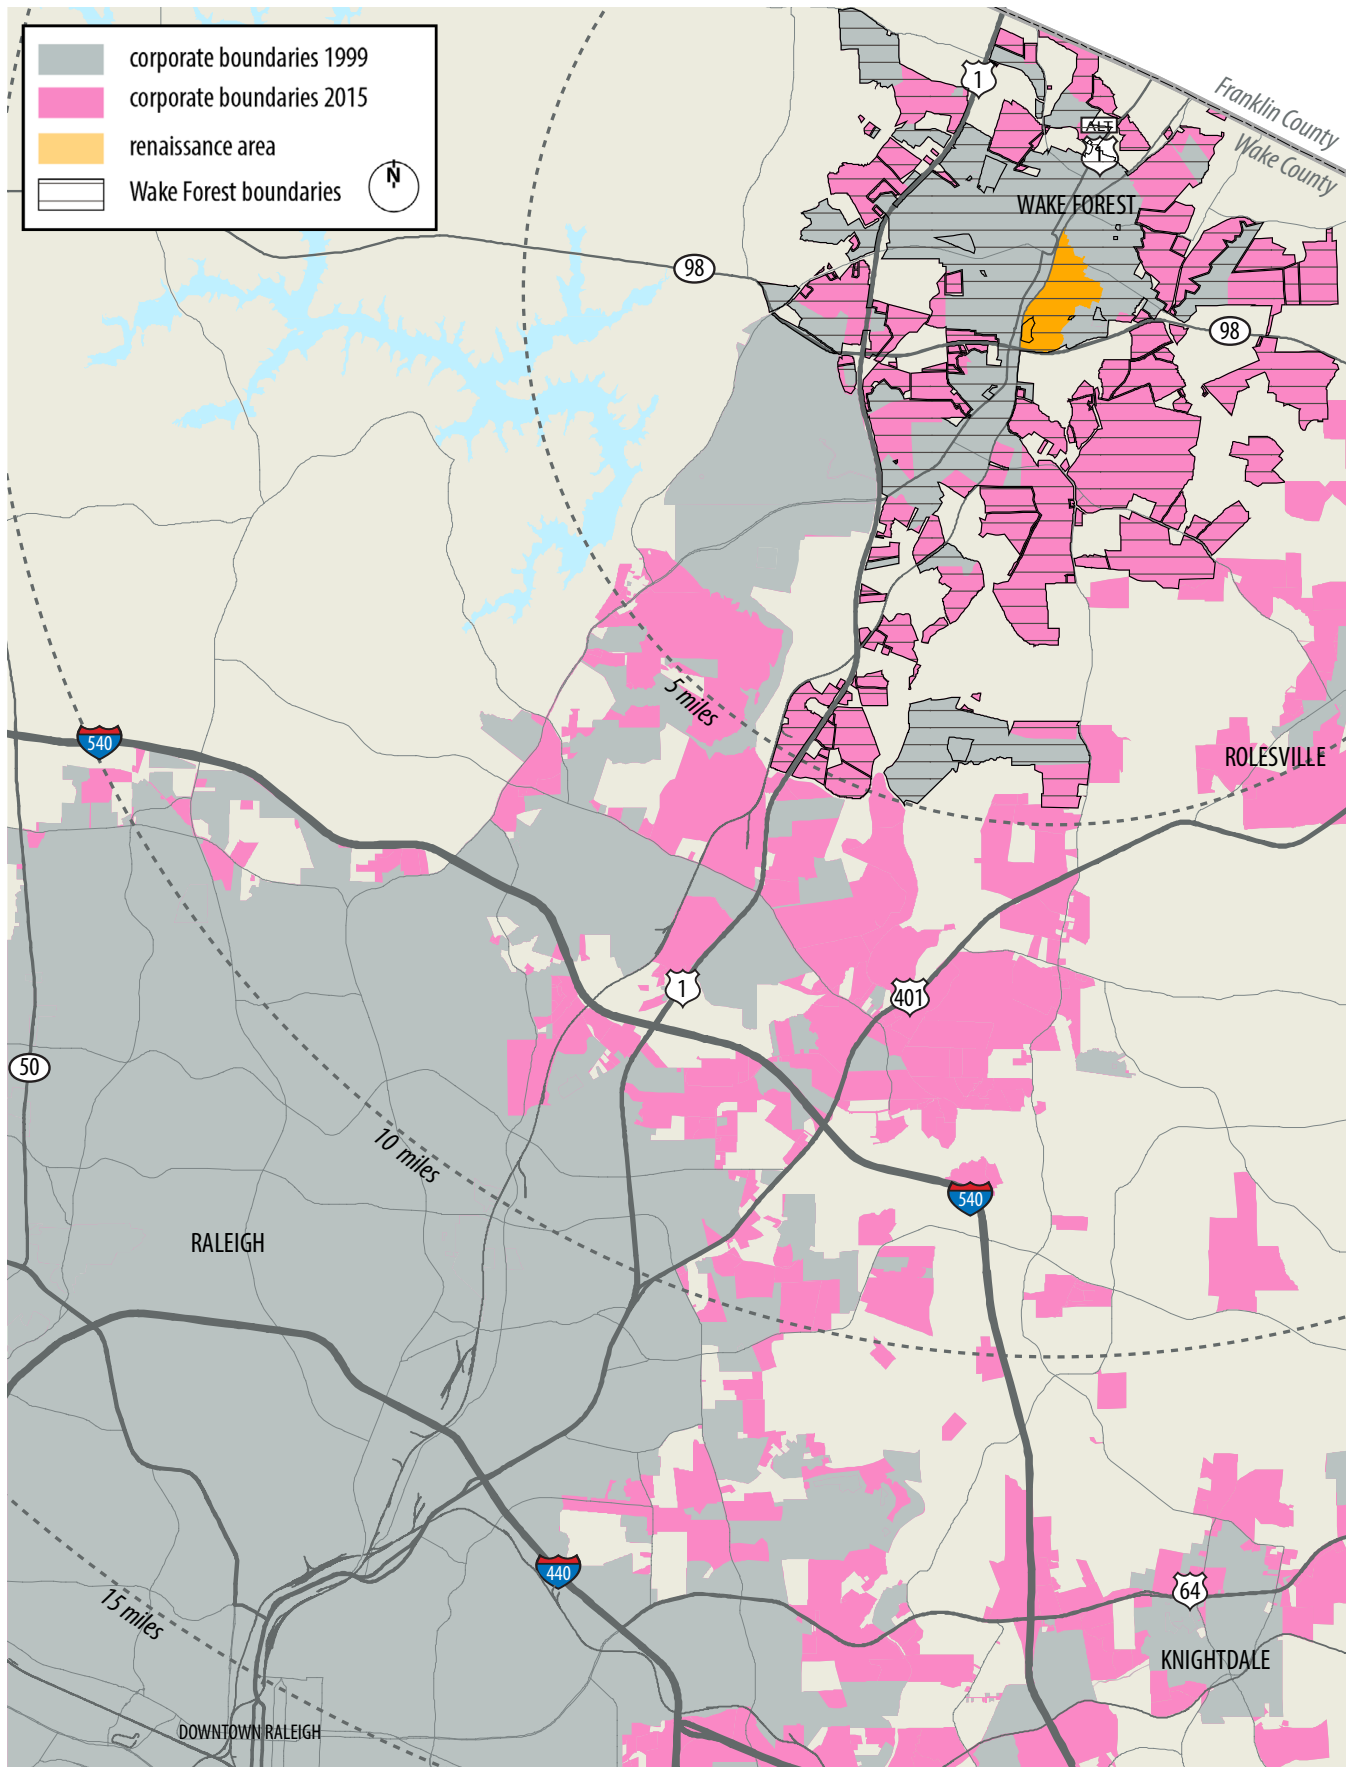 corporate boundaries 1999
corporate boundaries 2015
renaissance area
Wake Forest boundaries
N
Franklin County
Wake County
1
ALT
1
WAKE FOREST
98
98
5 miles
540
ROLESVILLE
1
401
50
10 miles
540
RALEIGH
15 miles
440
64
KNIGHTDALE
DOWNTOWN RALEIGH